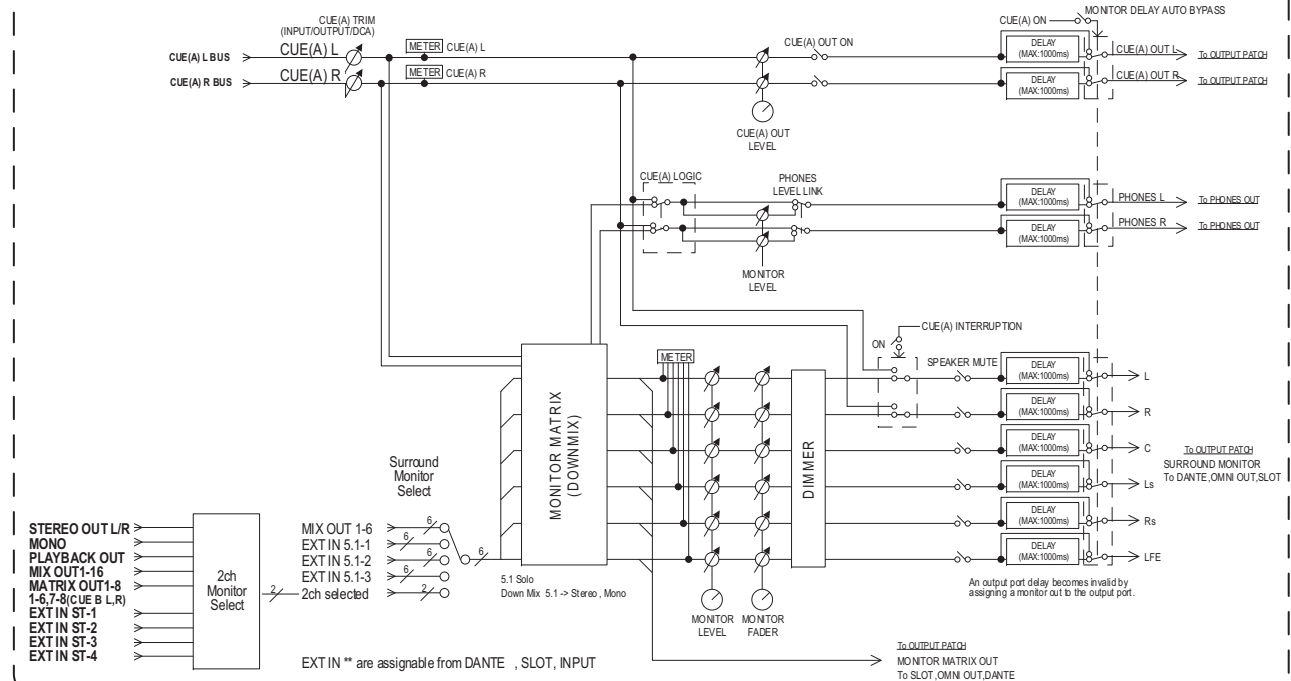 MONITOR DELAY AUTO BYPASS
CUE(A) ON
CUE(A) TRIM
(INPUT/OUTPUT/DCA)
CUE(A) L BUS
CUE(A) L
METER
CUE(A) L
CUE(A) OUT ON
DELAY
(MAX:1000ms)
CUE(A) OUT L
To OUTPUT PATCH
CUE(A) R BUS
CUE(A) R
METER
CUE(A) R
DELAY
(MAX:1000ms)
CUE(A) OUT R
To OUTPUT PATCH
CUE(A) OUT
LEVEL
CUE(A) LOGIC
PHONES
LEVEL LINK
DELAY
(MAX:1000ms)
PHONES L
To PHONES OUT
DELAY
(MAX:1000ms)
PHONES R
To PHONES OUT
MONITOR
LEVEL
CUE(A) INTERRUPTION
ON
SPEAKER MUTE
METER
MONITOR MATRIX
(DOWNMIX)
DIMMER
DELAY
(MAX:1000ms)
L
DELAY
(MAX:1000ms)
R
DELAY
(MAX:1000ms)
C
DELAY
(MAX:1000ms)
Ls
DELAY
(MAX:1000ms)
Rs
DELAY
(MAX:1000ms)
LFE
To OUTPUT PATCH
SURROUND MONITOR
To DANTE,OMNI OUT,SLOT
An output port delay becomes invalid by
assigning a monitor out to the output port.
Surround
Monitor
Select
STEREO OUT L/R
MONO
PLAYBACK OUT
MIX OUT1-16
MATRIX OUT1-8
1-6,7-8(CUE B L,R)
EXT IN ST-1
EXT IN ST-2
EXT IN ST-3
EXT IN ST-4
2ch
Monitor
Select
2
MIX OUT 1-6
6
EXT IN 5.1-1
6
EXT IN 5.1-2
6
EXT IN 5.1-3
6
2ch selected
2
6
5.1 Solo
Down Mix 5.1 -> Stereo , Mono
MONITOR
LEVEL
MONITOR
FADER
EXT IN ** are assignable from DANTE , SLOT, INPUT
To OUTPUT PATCH
MONITOR MATRIX OUT
To SLOT ,OMNI OUT,DANTE